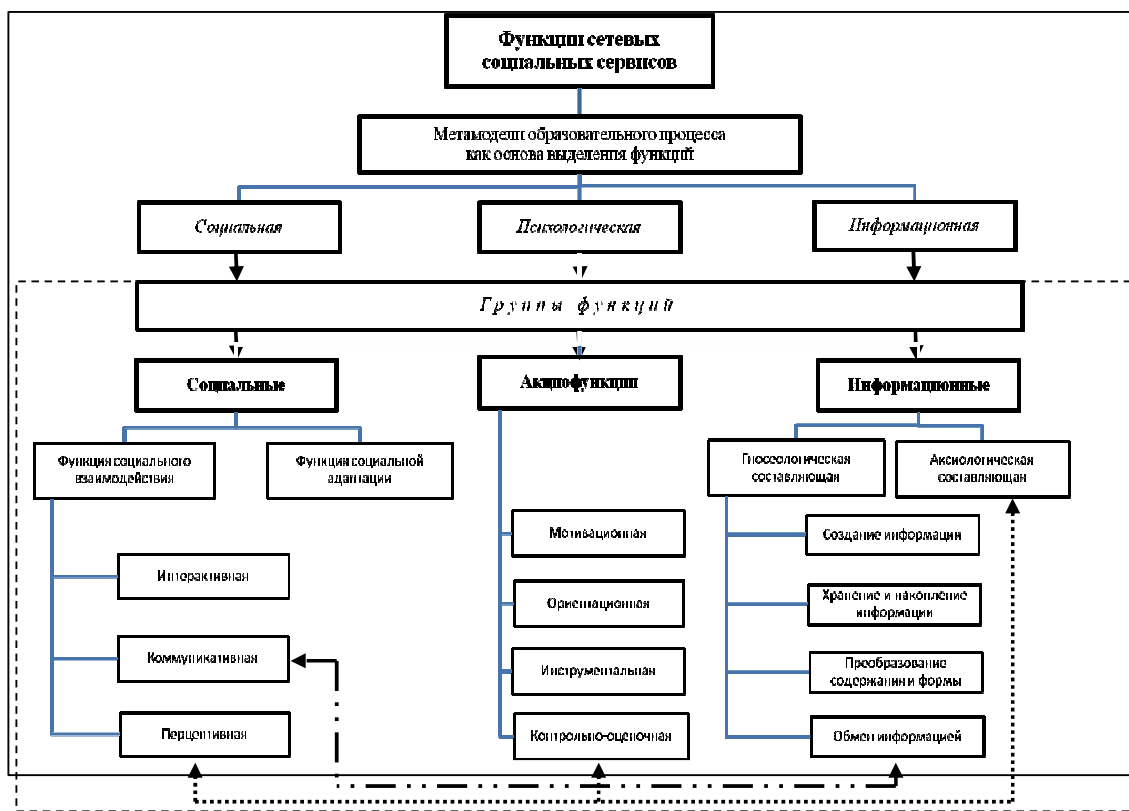 Функции сетевых
социальных сервисов
Метамодели образовательного процесса
как основа выделения функций
Социальная
Психологическая
Информационная
Группы функций
Социальные
Акциофункции
Информационные
Функция социального
взаимодействия
Функция социальной
адаптации
Гносеологическая
составляющая
Аксиологическая
составляющая
Интерактивная
Коммуникативная
Перцептивная
Мотивационная
Ориентационная
Инструментальная
Контрольно-оценочная
Создание информации
Хранение и накопление
информации
Преобразование
содержания и формы
Обмен информацией